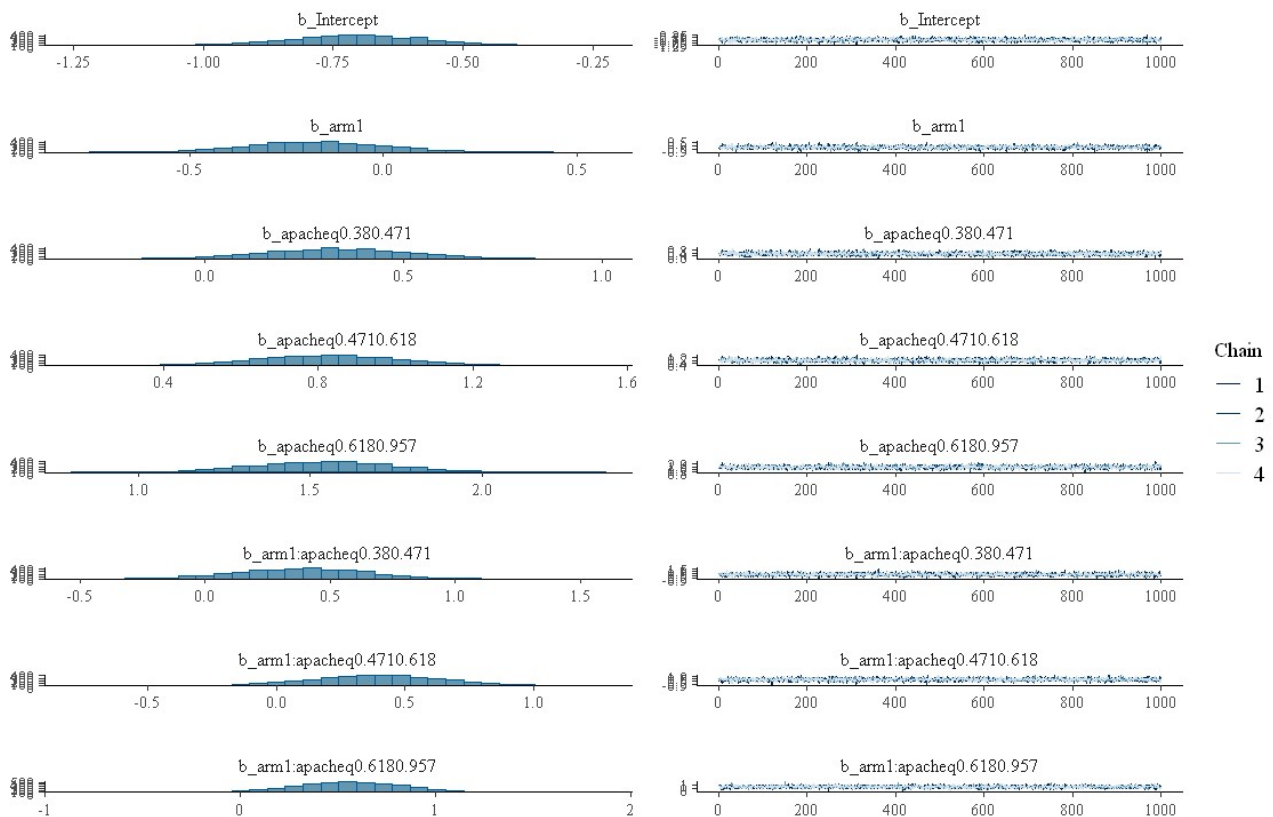 b_Intercept
-1.25 -1.00 -0.75 -0.50 -0.25
b_Intercept
0 200 400 600 800 1000
b_arm1
-0.5 0.0 0.5
b_arm1
0 200 400 600 800 1000
b_apacheq0.380.471
0.0 0.5 1.0
b_apacheq0.380.471
0 200 400 600 800 1000
b_apacheq0.4710.618
0.4 0.8 1.2 1.6
b_apacheq0.4710.618
0 200 400 600 800 1000
b_apacheq0.6180.957
1.0 1.5 2.0
b_apacheq0.6180.957
0 200 400 600 800 1000
b_arm1:apacheq0.380.471
-0.5 0.0 0.5 1.0 1.5
b_arm1:apacheq0.380.471
0 200 400 600 800 1000
b_arm1:apacheq0.4710.618
-0.5 0.0 0.5 1.0
b_arm1:apacheq0.4710.618
0 200 400 600 800 1000
b_arm1:apacheq0.6180.957
-1 0 1 2
b_arm1:apacheq0.6180.957
0 200 400 600 800 1000
Chain
1
2
3
4